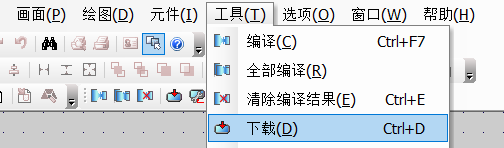 画面(P) 绘图(D) 元件(I) 工具(T) 选项(O) 窗口(W) 帮助(H)
编译(C) Ctrl+F7
全部编译(R)
清除编译结果(E) Ctrl+E
下载(D) Ctrl+D